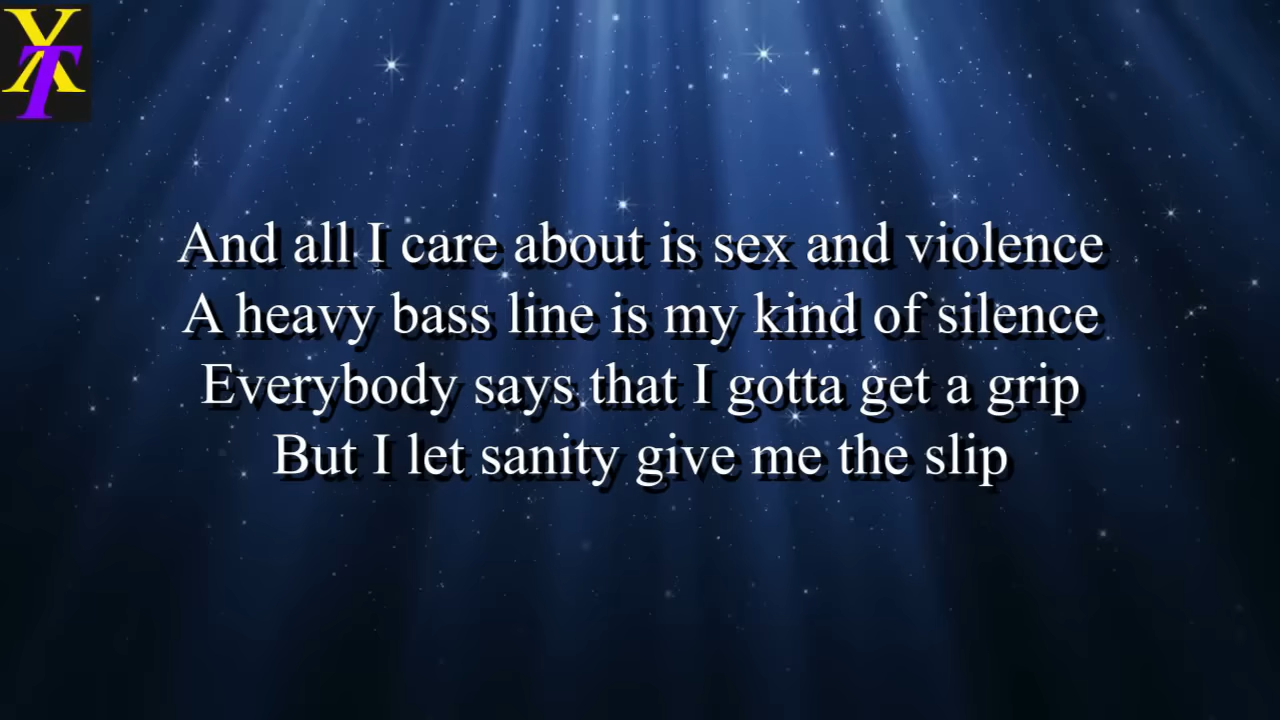 XT
And all I care about is sex and violence
A heavy bass line is my kind of silence
Everybody says that I gotta get a grip
But I let sanity give me the slip